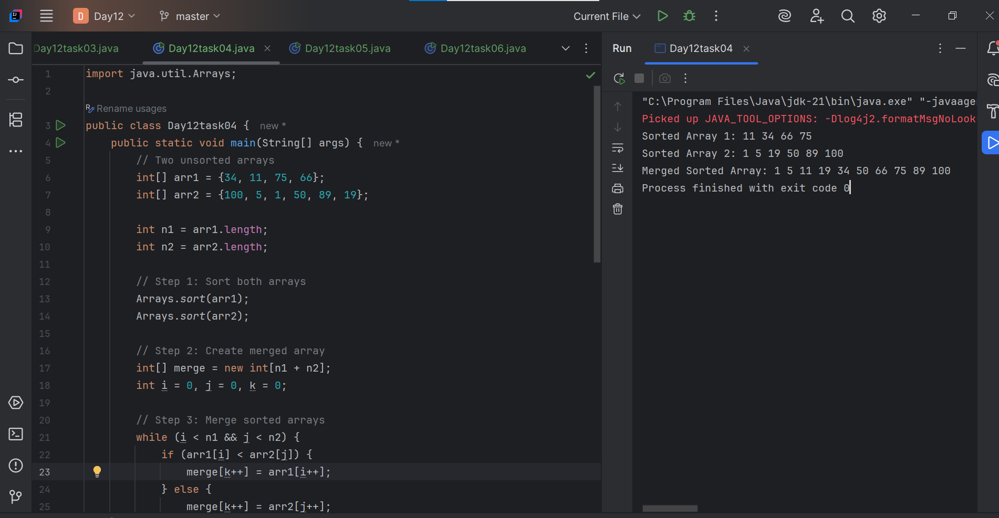 D Day12 master Current File
Day12task03.java Day12task04.java Day12task05.java Day12task06.java
1 import java.util.Arrays;
2
Rename usages
3 public class Day12task04 { new *
4 public static void main(String[] args) { new *
5 // Two unsorted arrays
6 int[] arr1 = {34, 11, 75, 66};
7 int[] arr2 = {100, 5, 1, 50, 89, 19};
8
9 int n1 = arr1.length;
10 int n2 = arr2.length;
11
12 // Step 1: Sort both arrays
13 Arrays.sort(arr1);
14 Arrays.sort(arr2);
15
16 // Step 2: Create merged array
17 int[] merge = new int[n1 + n2];
18 int i = 0, j = 0, k = 0;
19
20 // Step 3: Merge sorted arrays
21 while (i < n1 && j < n2) {
22 if (arr1[i] < arr2[j]) {
23 merge[k++] = arr1[i++];
24 } else {
25 merge[k++] = arr2[j++];
Run Day12task04
"C:\Program Files\Java\jdk-21\bin\java.exe" "-javaage
Picked up JAVA_TOOL_OPTIONS: -Dlog4j2.formatMsgNoLook
Sorted Array 1: 11 34 66 75
Sorted Array 2: 1 5 19 50 89 100
Merged Sorted Array: 1 5 11 19 34 50 66 75 89 100
Process finished with exit code 0